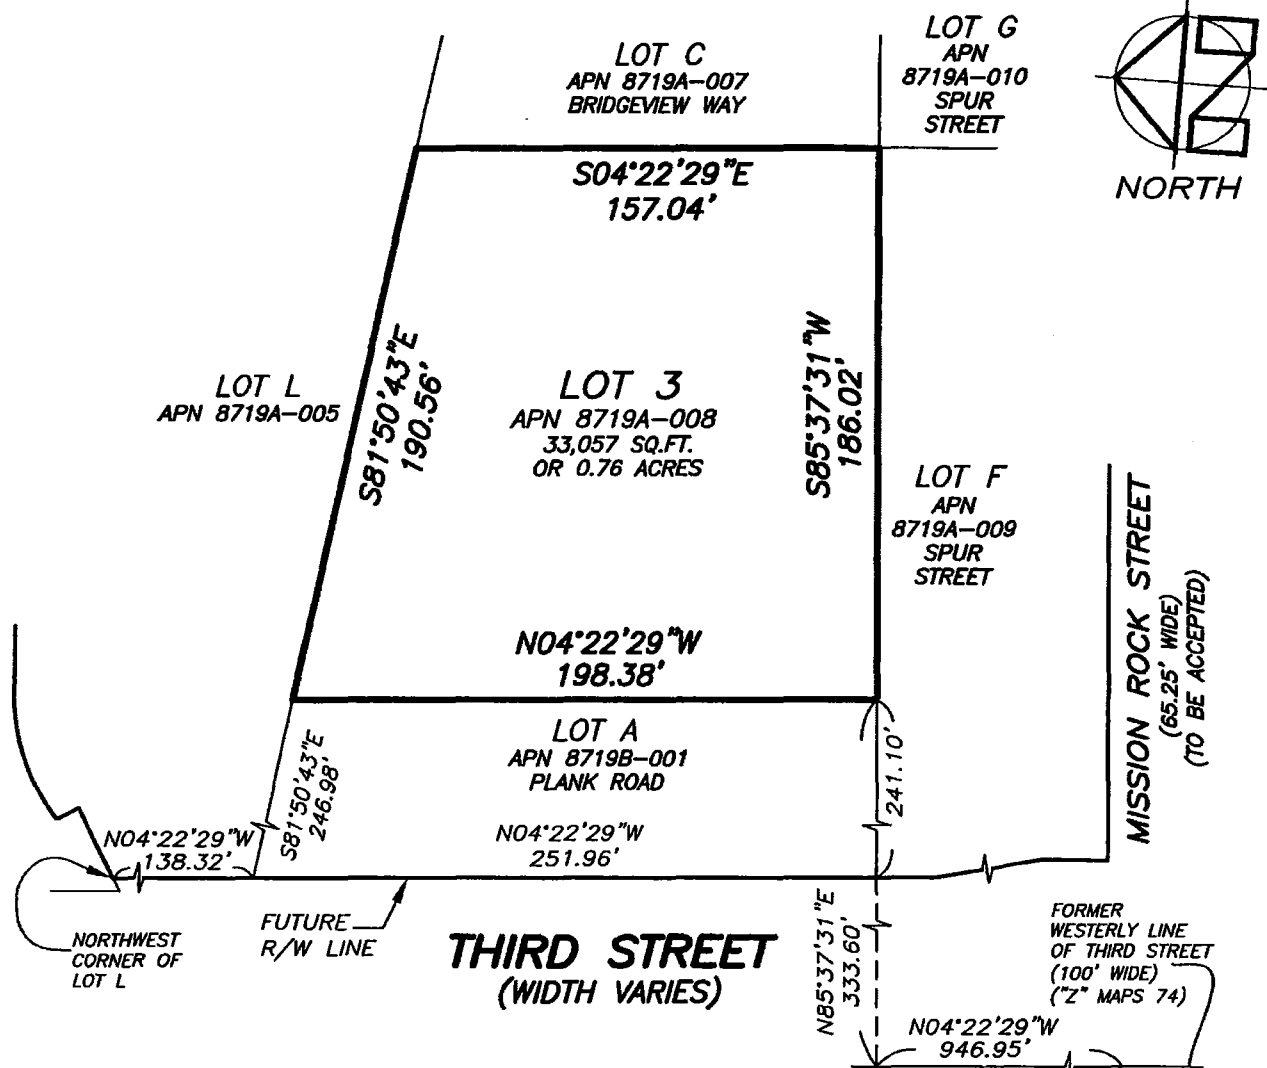 LOT C
APN 8719A-007
BRIDGEVIEW WAY
LOT G
APN
8719A-010
SPUR
STREET
NORTH
S04°22'29"E
157.04'
S81°50'43"E
190.56'
LOT L
APN 8719A-005
LOT 3
APN 8719A-008
33,057 SQ.FT.
OR 0.76 ACRES
S85°37'31"W
186.02'
LOT F
APN
8719A-009
SPUR
STREET
MISSION ROCK STREET
(65.25' WIDE)
(TO BE ACCEPTED)
N04°22'29"W
198.38'
LOT A
APN 8719B-001
PLANK ROAD
S81°50'43"E
246.98'
241.10'
N04°22'29"W
138.32'
N04°22'29"W
251.96'
NORTHWEST
CORNER OF
LOT L
FUTURE
R/W LINE
THIRD STREET
(WIDTH VARIES)
N85°37'31"E
333.60'
FORMER
WESTERLY LINE
OF THIRD STREET
(100' WIDE)
("Z" MAPS 74)
N04°22'29"W
946.95'